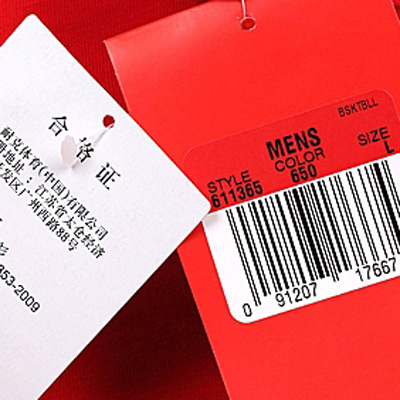 合格证
耐克体育(中国)有限公司
册地址:江苏省太仓经济
发区广州西路88号
353-2009
BSKTBLL
MENS
STYLE COLOR SIZE
611365 650 L
0 91207 17667